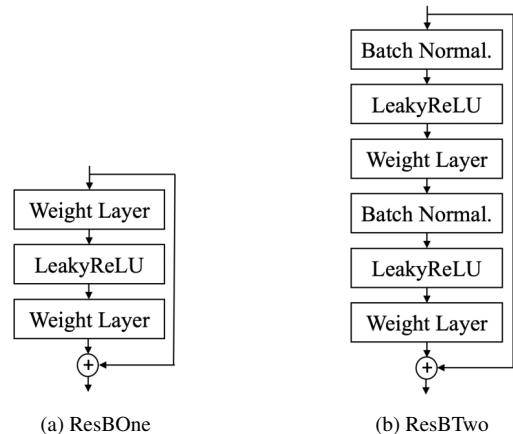 Weight Layer
LeakyReLU
Weight Layer
+
(a) ResBOne
Batch Normal.
LeakyReLU
Weight Layer
Batch Normal.
LeakyReLU
Weight Layer
+
(b) ResBTwo